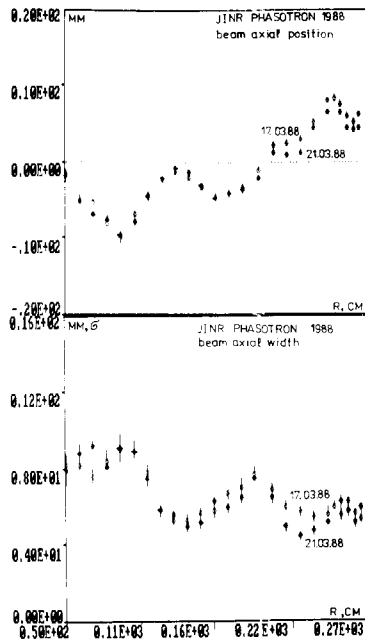 0.20E+02
MM
JINR PHASOTRON 1988
beam axial position
0.10E+02
17.03.88
21.03.88
0.00E+00
-.10E+02
-.20E+02
R, CM
0.16E+02
MM, σ
JINR PHASOTRON 1988
beam axial width
0.12E+02
0.80E+01
17.03.88
21.03.88
0.40E+01
0.00E+00
R, CM
0.50E+02 0.11E+03 0.16E+03 0.22E+03 0.27E+03